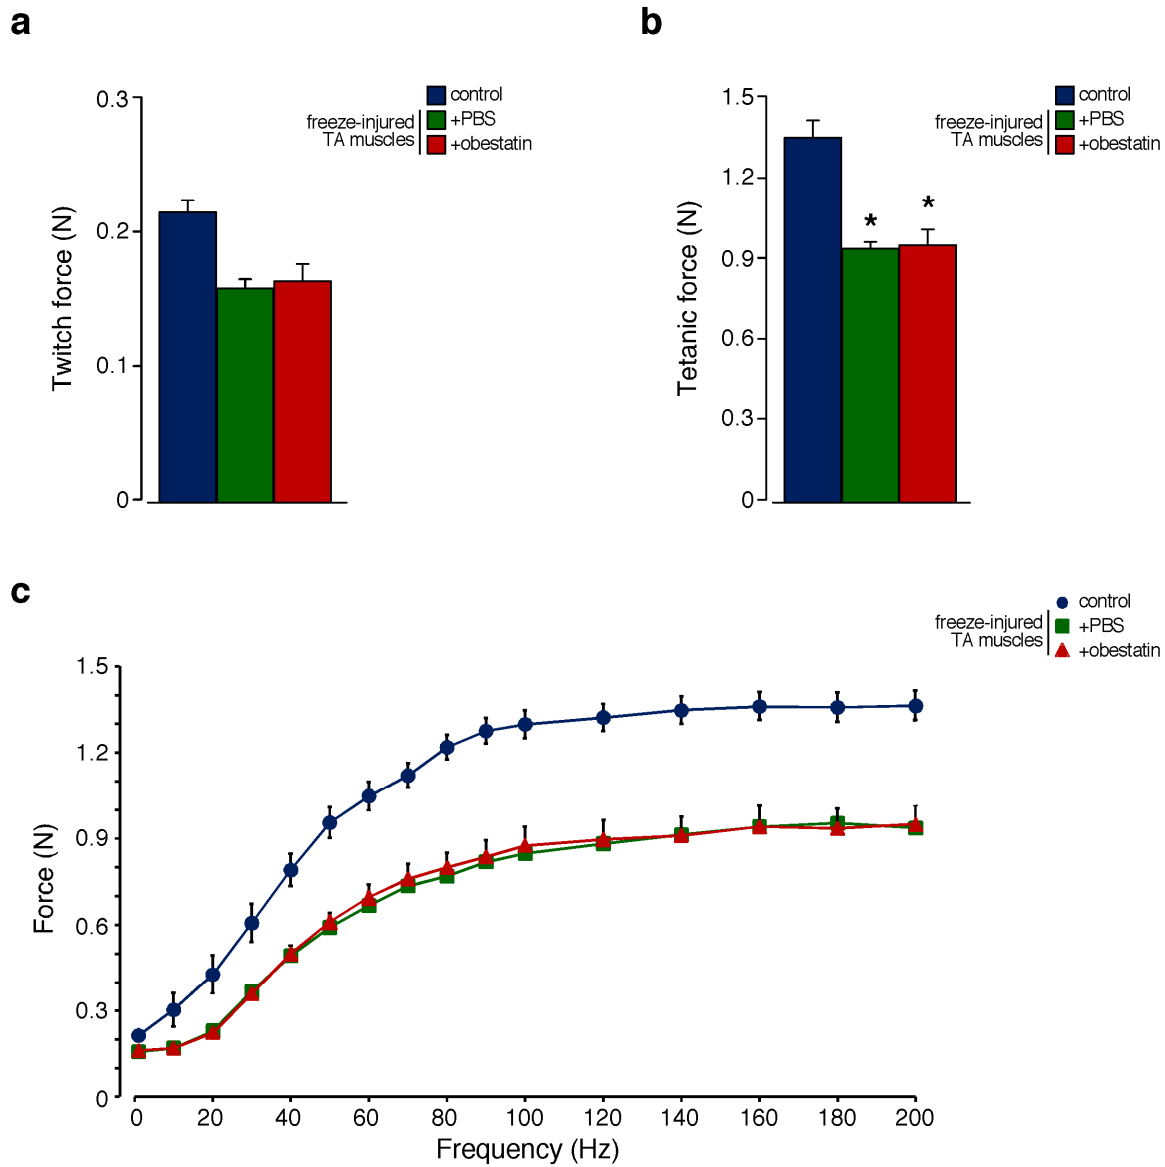 a
0.3
0.2
0.1
0
Twitch force (N)
control
freeze-injured
TA muscles
+PBS
+obestatin
b
1.5
1.2
0.9
0.6
0.3
0
Tetanic force (N)
*
*
control
freeze-injured
TA muscles
+PBS
+obestatin
c
control
freeze-injured
TA muscles
+PBS
+obestatin
1.5
1.2
0.9
0.6
0.3
0
Force (N)
0 20 40 60 80 100 120 140 160 180 200
Frequency (Hz)